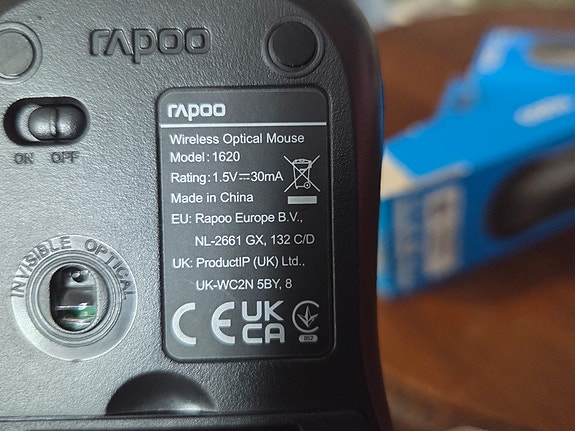 rapoo
ON OFF
INVISIBLE OPTICAL
rapoo
Wireless Optical Mouse
Model: 1620
Rating: 1.5V⎓30mA
Made in China
EU: Rapoo Europe B.V.,
NL-2661 GX, 132 C/D
UK: ProductIP (UK) Ltd.,
UK-WC2N 5BY, 8
CE UK
CA